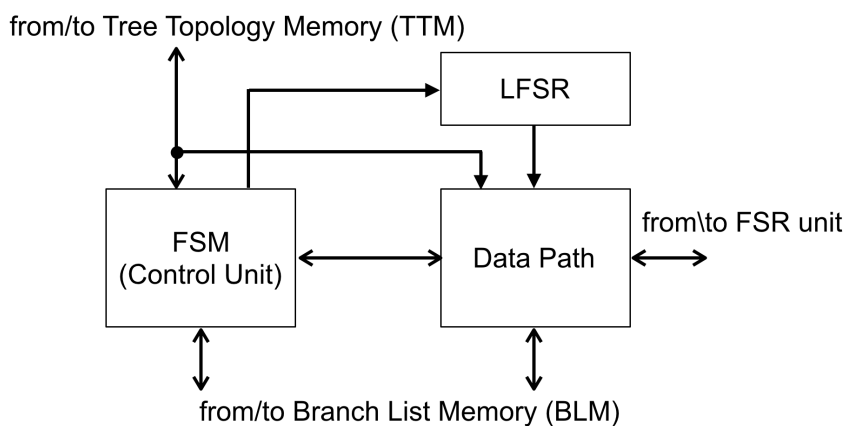 from/to Tree Topology Memory (TTM)
LFSR
from\to FSR unit
FSM
(Control Unit)
Data Path
from/to Branch List Memory (BLM)